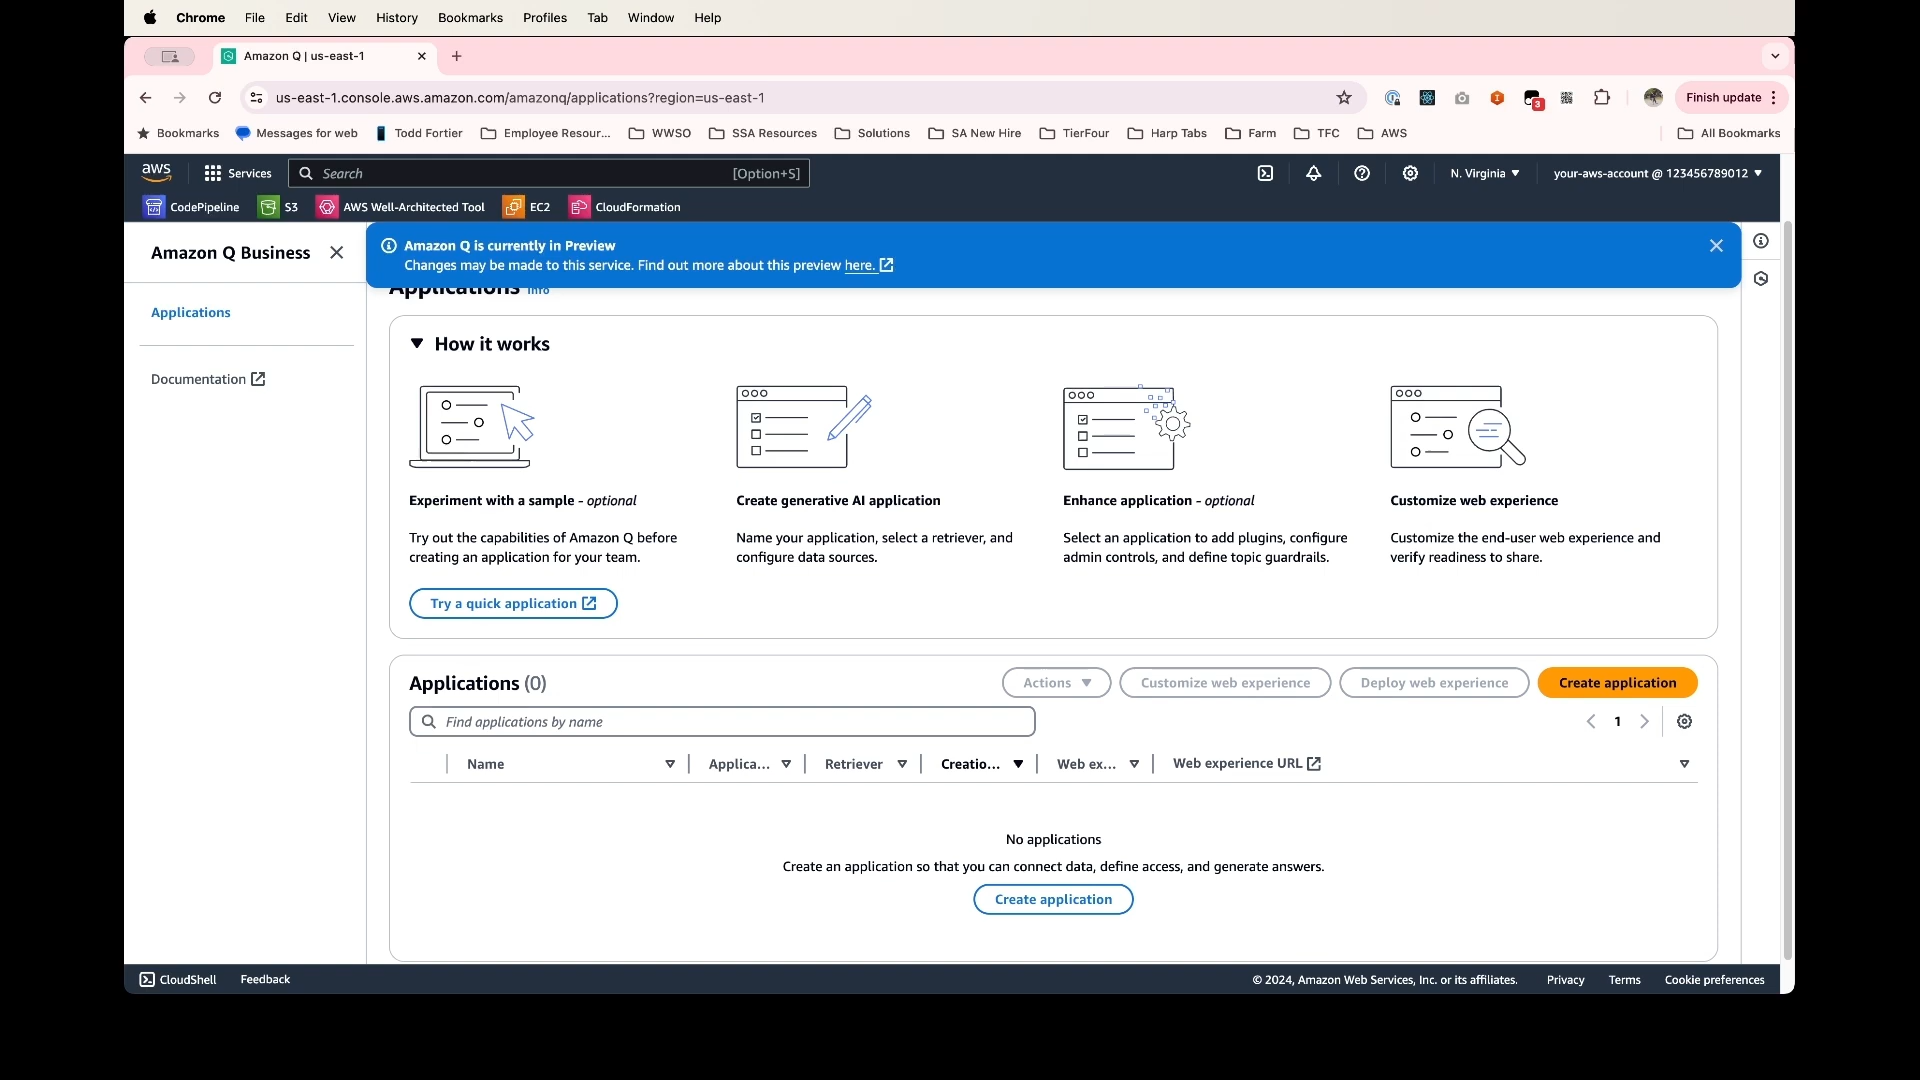 Chrome File Edit View History Bookmarks Profiles Tab Window Help
Amazon Q | us-east-1
us-east-1.console.aws.amazon.com/amazonq/applications?region=us-east-1
3
Finish update
Bookmarks Messages for web Todd Fortier Employee Resour... WWSO SSA Resources Solutions SA New Hire TierFour Harp Tabs Farm TFC AWS All Bookmarks
aws Services Search [Option+S] N. Virginia your-aws-account @ 123456789012
CodePipeline S3 AWS Well-Architected Tool EC2 CloudFormation
Amazon Q Business
Applications
Documentation
Amazon Q is currently in Preview
Changes may be made to this service. Find out more about this preview here.
Applications Info
How it works
Experiment with a sample - optional
Try out the capabilities of Amazon Q before
creating an application for your team.
Try a quick application
Create generative AI application
Name your application, select a retriever, and
configure data sources.
Enhance application - optional
Select an application to add plugins, configure
admin controls, and define topic guardrails.
Customize web experience
Customize the end-user web experience and
verify readiness to share.
Applications (0)
Actions Customize web experience Deploy web experience Create application
Find applications by name
1
Name Applica... Retriever Creatio... Web ex... Web experience URL
No applications
Create an application so that you can connect data, define access, and generate answers.
Create application
CloudShell Feedback © 2024, Amazon Web Services, Inc. or its affiliates. Privacy Terms Cookie preferences